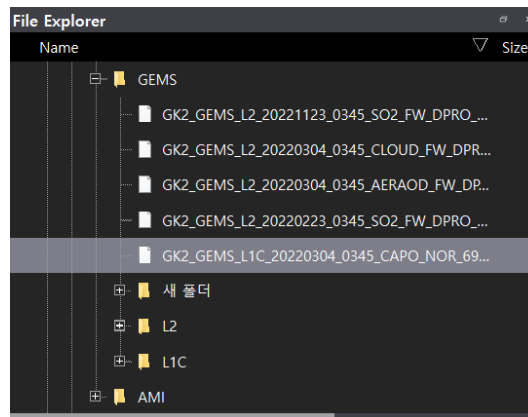 File Explorer
Name Size
GEMS
GK2_GEMS_L2_20221123_0345_SO2_FW_DPRO_...
GK2_GEMS_L2_20220304_0345_CLOUD_FW_DPR...
GK2_GEMS_L2_20220304_0345_AERAOD_FW_DP...
GK2_GEMS_L2_20220223_0345_SO2_FW_DPRO_...
GK2_GEMS_L1C_20220304_0345_CAPO_NOR_69...
새 폴더
L2
L1C
AMI